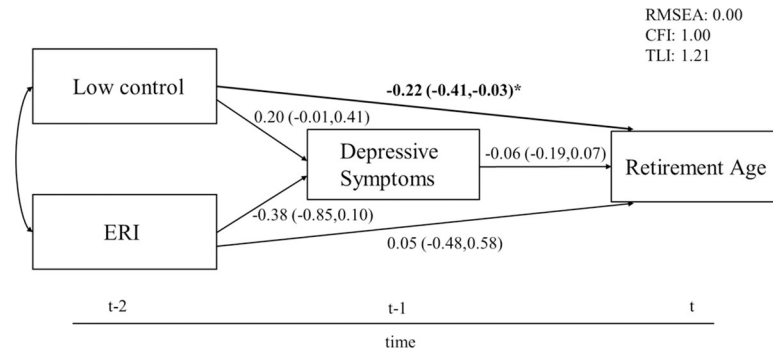 RMSEA: 0.00
CFI: 1.00
TLI: 1.21
Low control
-0.22 (-0.41,-0.03)*
0.20 (-0.01,0.41)
Depressive
Symptoms
-0.06 (-0.19,0.07)
Retirement Age
-0.38 (-0.85,0.10)
ERI
0.05 (-0.48,0.58)
t-2
t-1
t
time